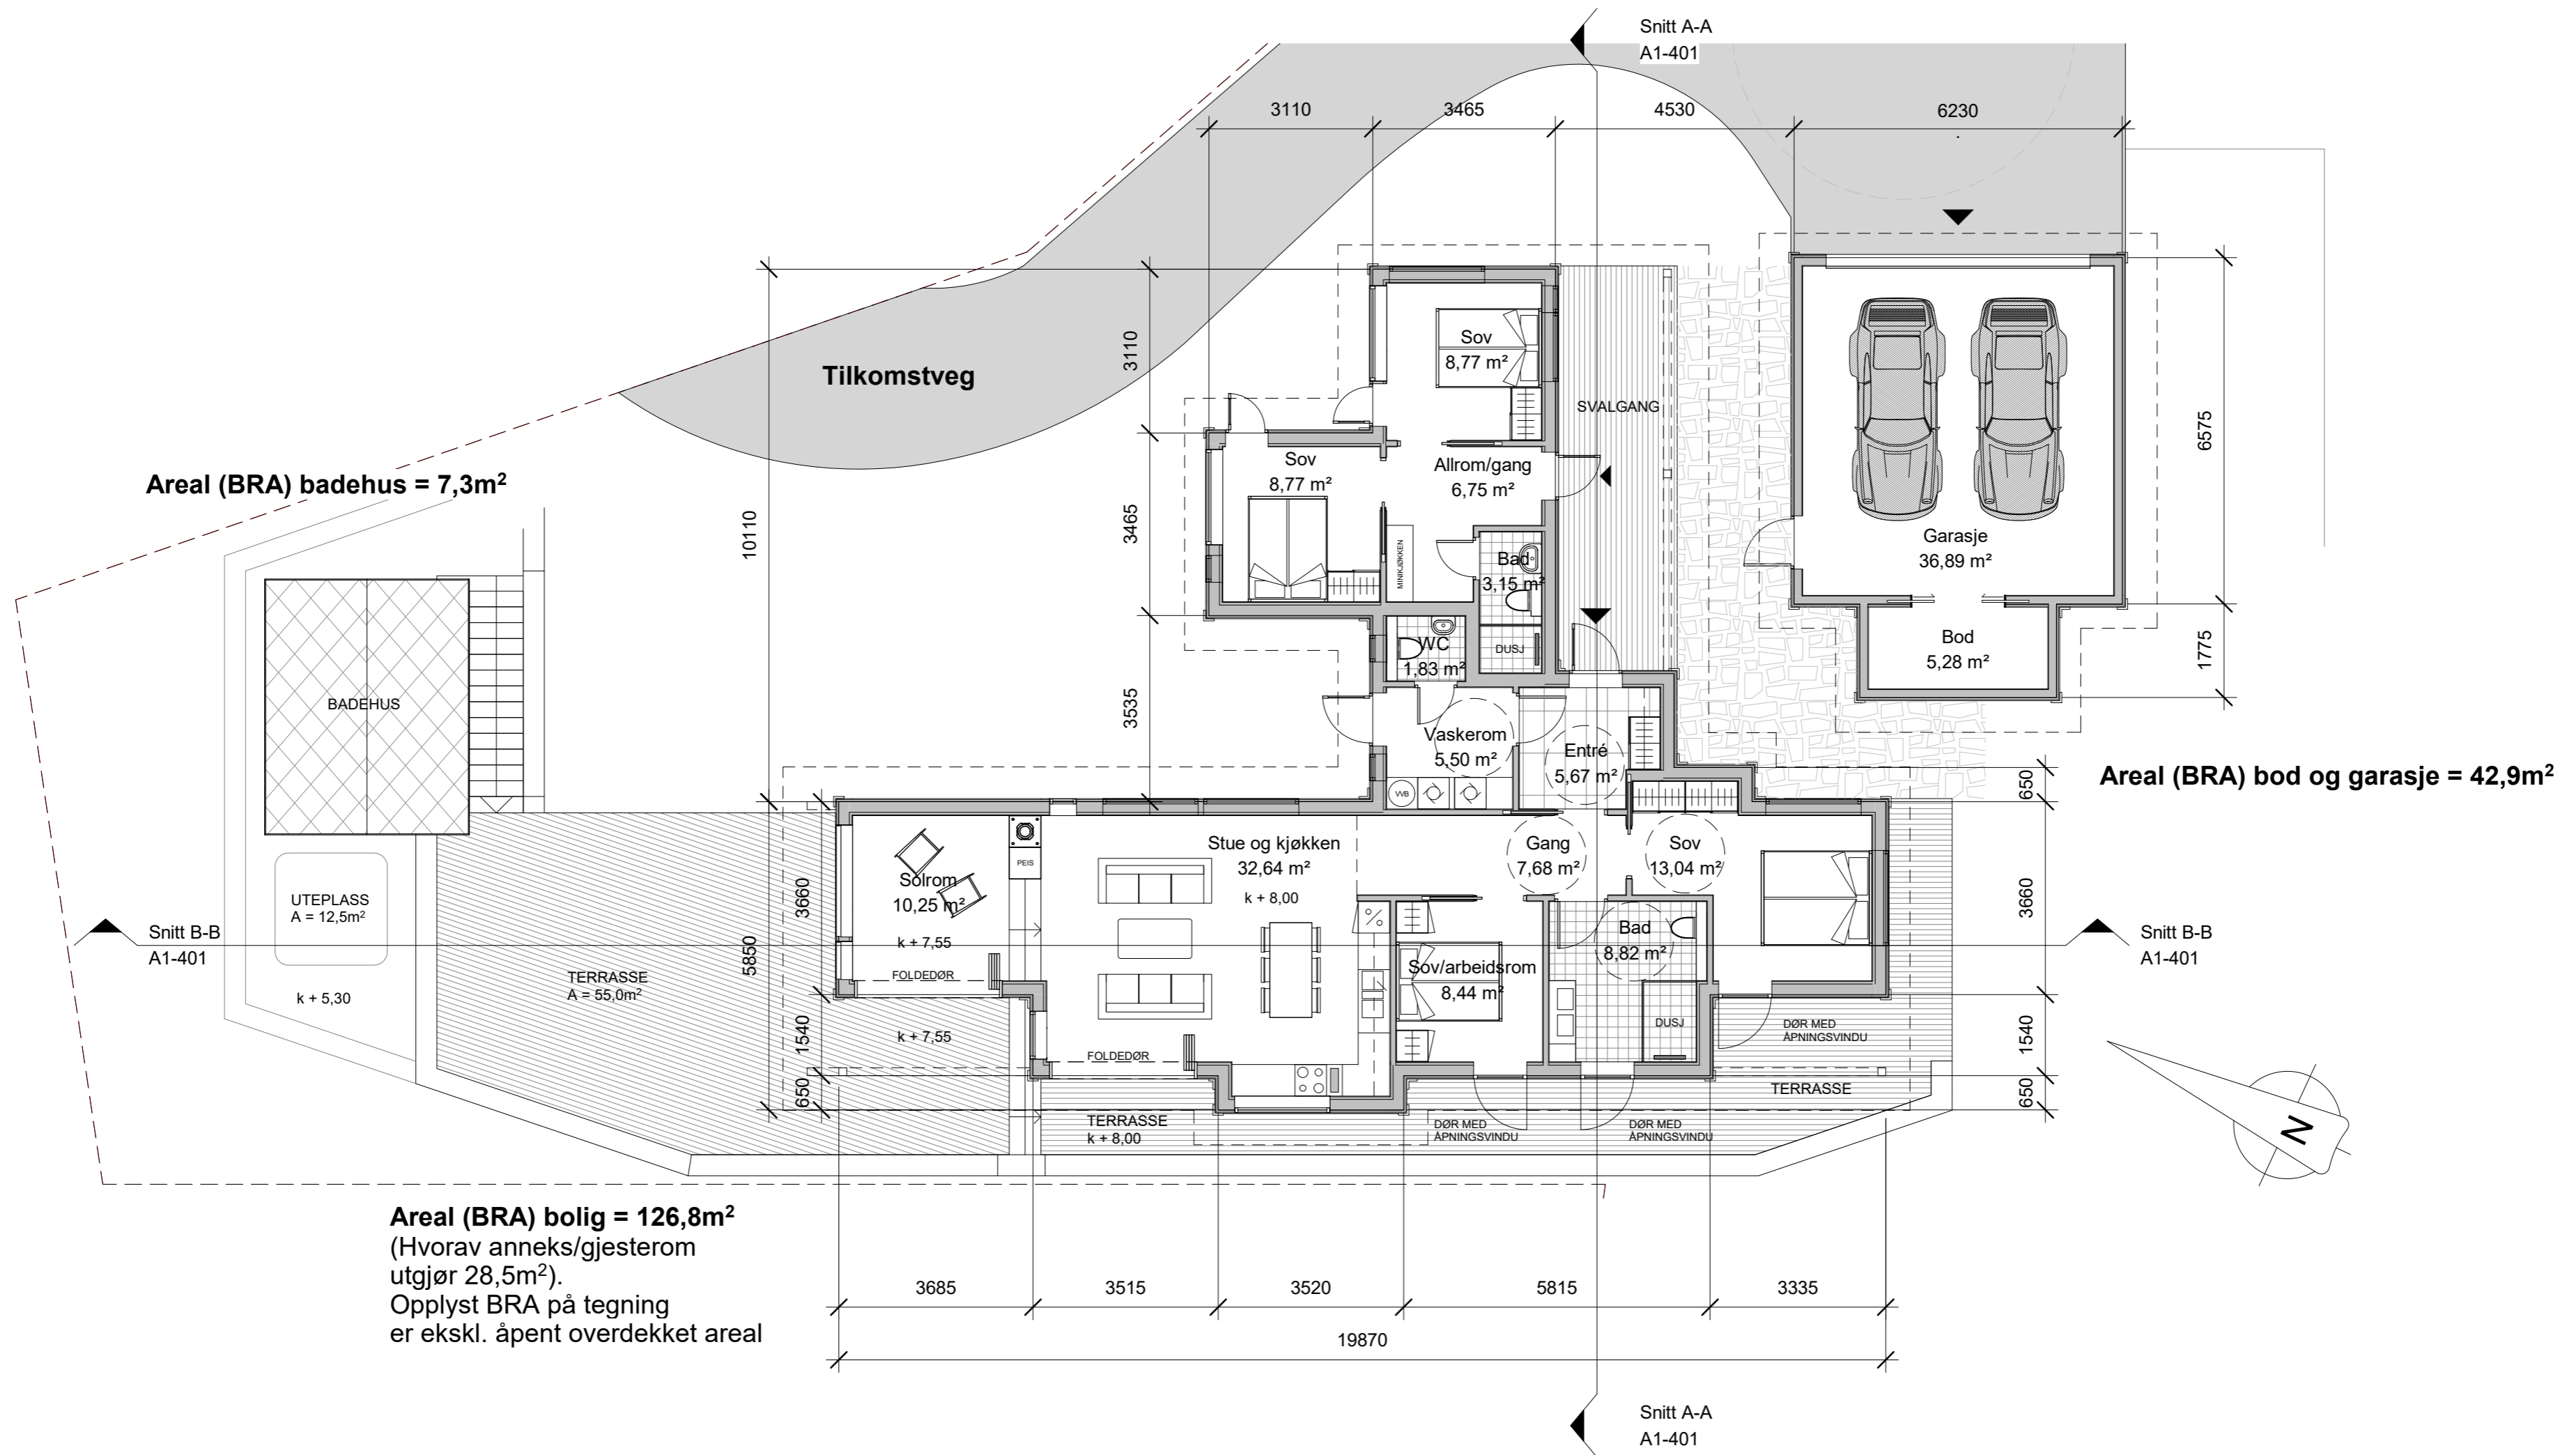 Snitt A-A
A1-401
3110
3465
4530
6230
Tilkomstveg
3110
3465
3535
10110
Sov
8,77 m²
SVALGANG
Sov
8,77 m²
Allrom/gang
6,75 m²
MINIKJØKKEN
Bad
3,15 m²
DUSJ
WC
1,83 m²
Garasje
36,89 m²
Bod
5,28 m²
6575
1775
Areal (BRA) badehus = 7,3m²
BADEHUS
Vaskerom
5,50 m²
VVB
Entré
5,67 m²
Areal (BRA) bod og garasje = 42,9m²
650
3660
1540
650
5850
3660
1540
650
UTEPLASS
A = 12,5m²
k + 5,30
Snitt B-B
A1-401
TERRASSE
A = 55,0m²
Solrom
10,25 m²
k + 7,55
FOLDEDØR
k + 7,55
PEIS
Stue og kjøkken
32,64 m²
k + 8,00
FOLDEDØR
Gang
7,68 m²
Sov
13,04 m²
Sov/arbeidsrom
8,44 m²
Bad
8,82 m²
DUSJ
DØR MED
ÅPNINGSVINDU
Snitt B-B
A1-401
TERRASSE
TERRASSE
k + 8,00
DØR MED
ÅPNINGSVINDU
DØR MED
ÅPNINGSVINDU
N
Areal (BRA) bolig = 126,8m²
(Hvorav anneks/gjesterom
utgjør 28,5m²).
Opplyst BRA på tegning
er ekskl. åpent overdekket areal
3685
3515
3520
5815
3335
19870
Snitt A-A
A1-401